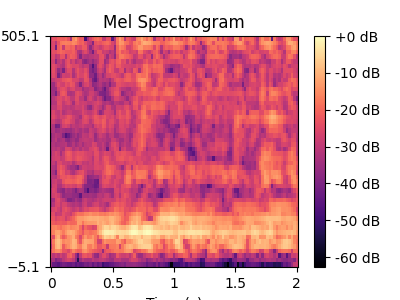 Mel Spectrogram
505.1
−5.1
0
0.5
1
1.5
2
+0 dB
-10 dB
-20 dB
-30 dB
-40 dB
-50 dB
-60 dB